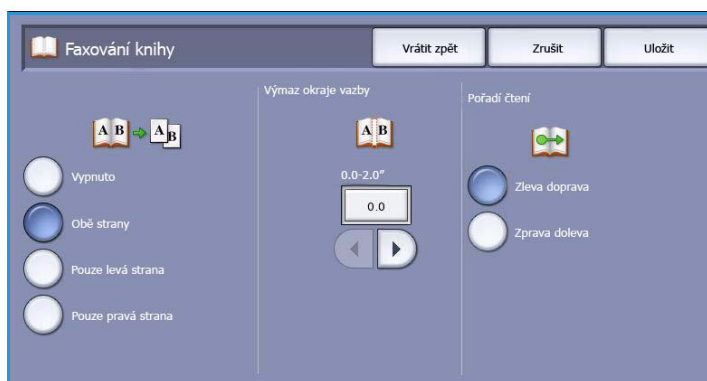 Faxování knihy
Vrátit zpět
Zrušit
Uložit
A B A B
Vypnuto
Obě strany
Pouze levá strana
Pouze pravá strana
Výmaz okraje vazby
A B
0.0-2.0"
0.0
Pořadí čtení
Zleva doprava
Zprava doleva